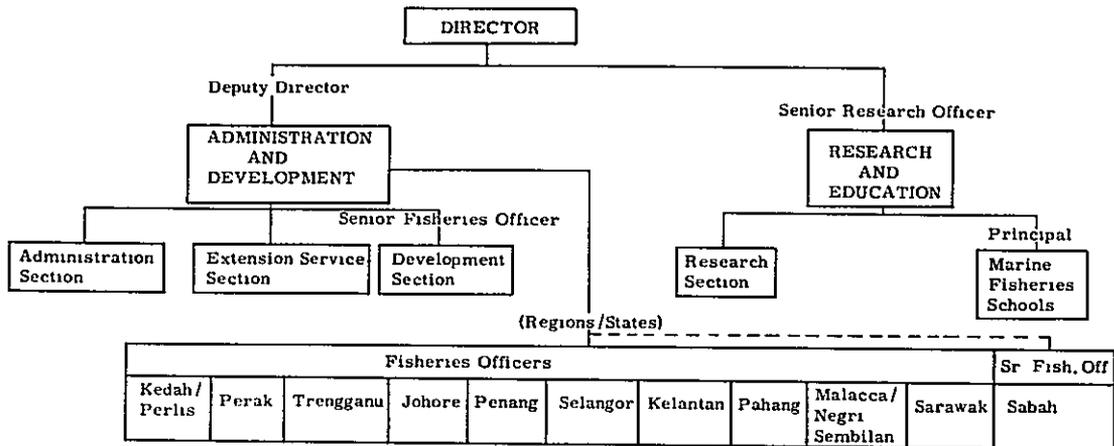 DIRECTOR
Deputy Director
Senior Research Officer
ADMINISTRATION
AND
DEVELOPMENT
RESEARCH
AND
EDUCATION
Senior Fisheries Officer
Principal
Administration
Section
Extension Service
Section
Development
Section
Research
Section
Marine
Fisheries
Schools
(Regions/States)
Fisheries Officers
Sr Fish. Off
Kedah/
Perlis
Perak
Trengganu
Johore
Penang
Selangor
Kelantan
Pahang
Malacca/
Negri
Sembilan
Sarawak
Sabah